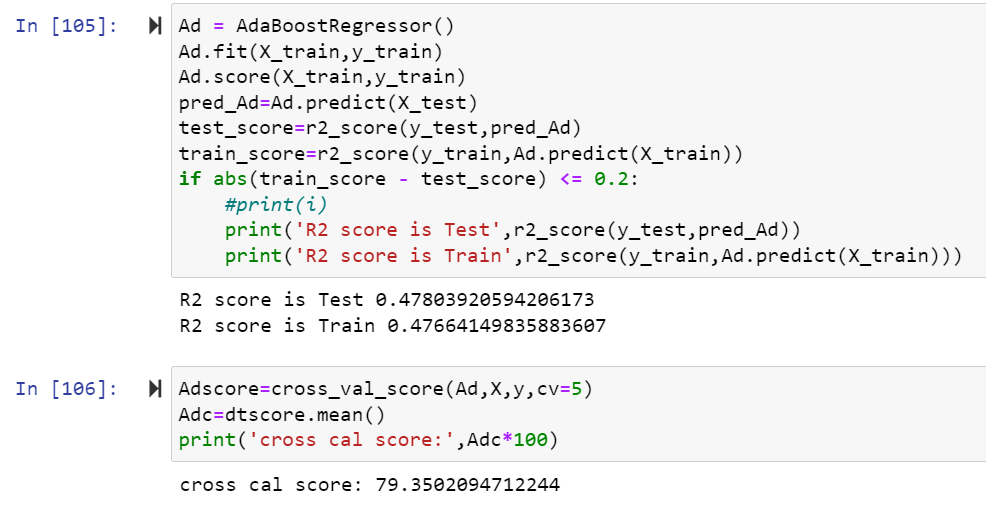 In [105]:
Ad = AdaBoostRegressor()
Ad.fit(X_train,y_train)
Ad.score(X_train,y_train)
pred_Ad=Ad.predict(X_test)
test_score=r2_score(y_test,pred_Ad)
train_score=r2_score(y_train,Ad.predict(X_train))
if abs(train_score - test_score) <= 0.2:
    #print(i)
    print('R2 score is Test',r2_score(y_test,pred_Ad))
    print('R2 score is Train',r2_score(y_train,Ad.predict(X_train)))
R2 score is Test 0.47803920594206173
R2 score is Train 0.47664149835883607
In [106]:
Adscore=cross_val_score(Ad,X,y,cv=5)
Adc=dtscore.mean()
print('cross cal score:',Adc*100)
cross cal score: 79.3502094712244